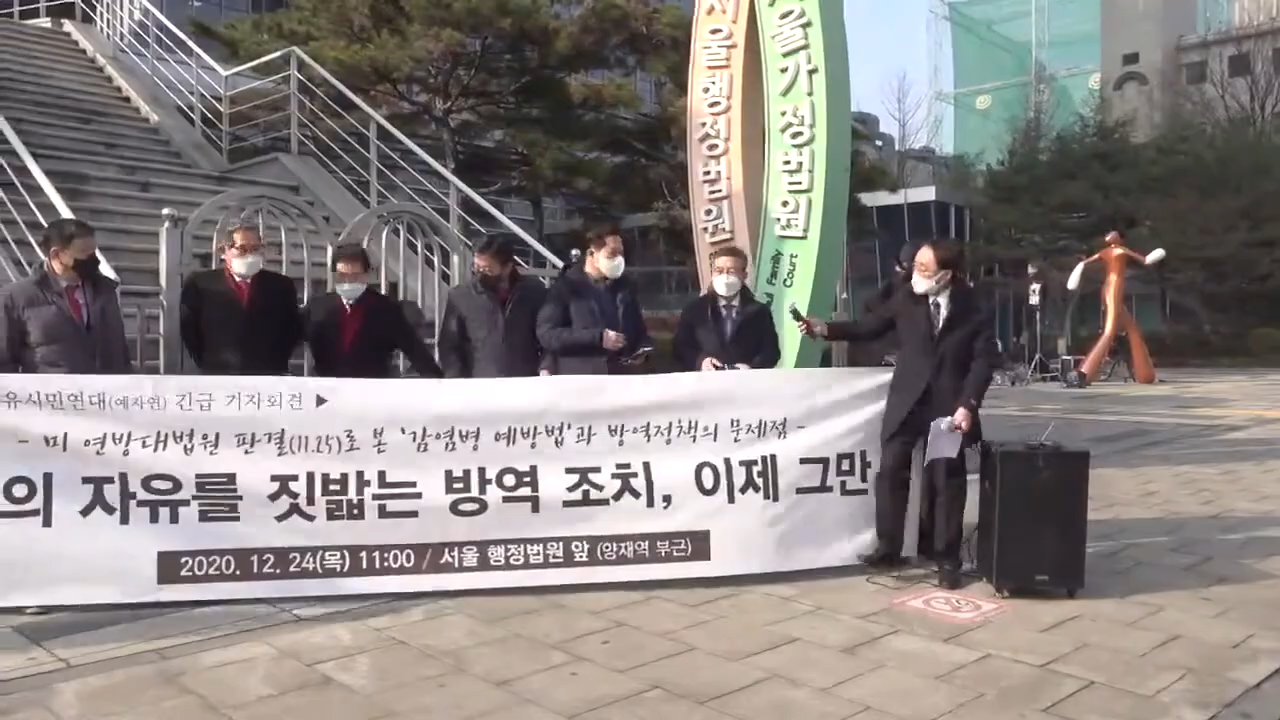 서울행정법원
서울가정법원
Family
Court
유시민연대(예자연) 긴급 기자회견 ▶
- 미 연방대법원 판결(11.25)로 본 '감염병 예방법'과 방역정책의 문제점 -
의 자유를 짓밟는 방역 조치, 이제 그만
2020. 12. 24(목) 11:00 / 서울 행정법원 앞 (양재역 부근)